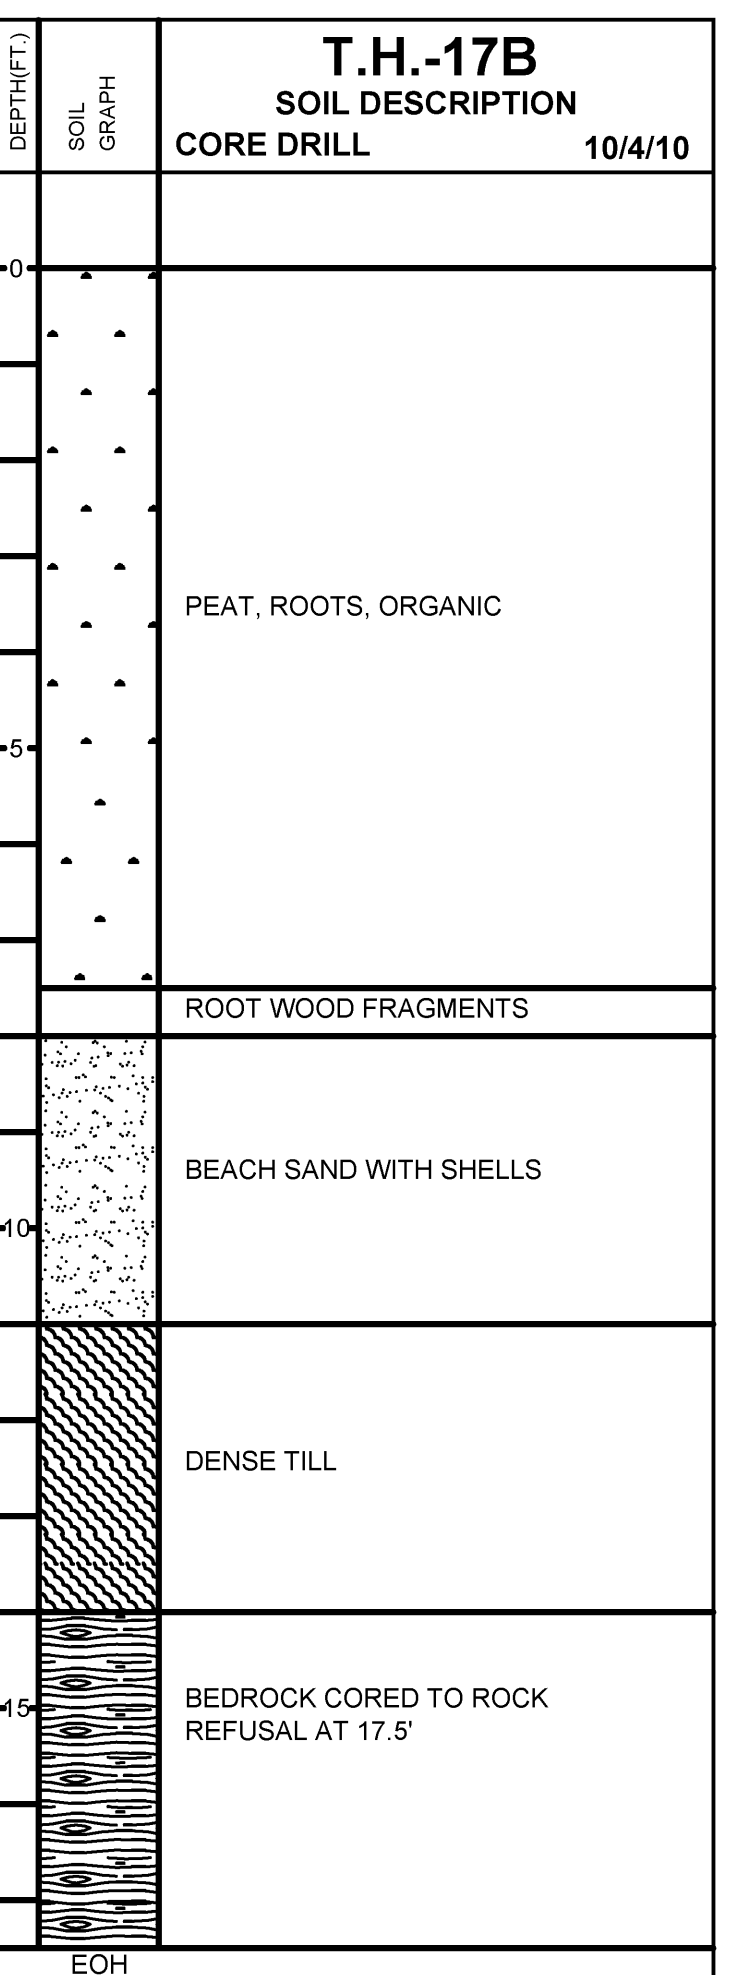 DEPTH(FT.)
SOIL
GRAPH
T.H.-17B
SOIL DESCRIPTION
CORE DRILL 10/4/10
0
PEAT, ROOTS, ORGANIC
5
ROOT WOOD FRAGMENTS
BEACH SAND WITH SHELLS
10
DENSE TILL
BEDROCK CORED TO ROCK
15
REFUSAL AT 17.5'
EOH